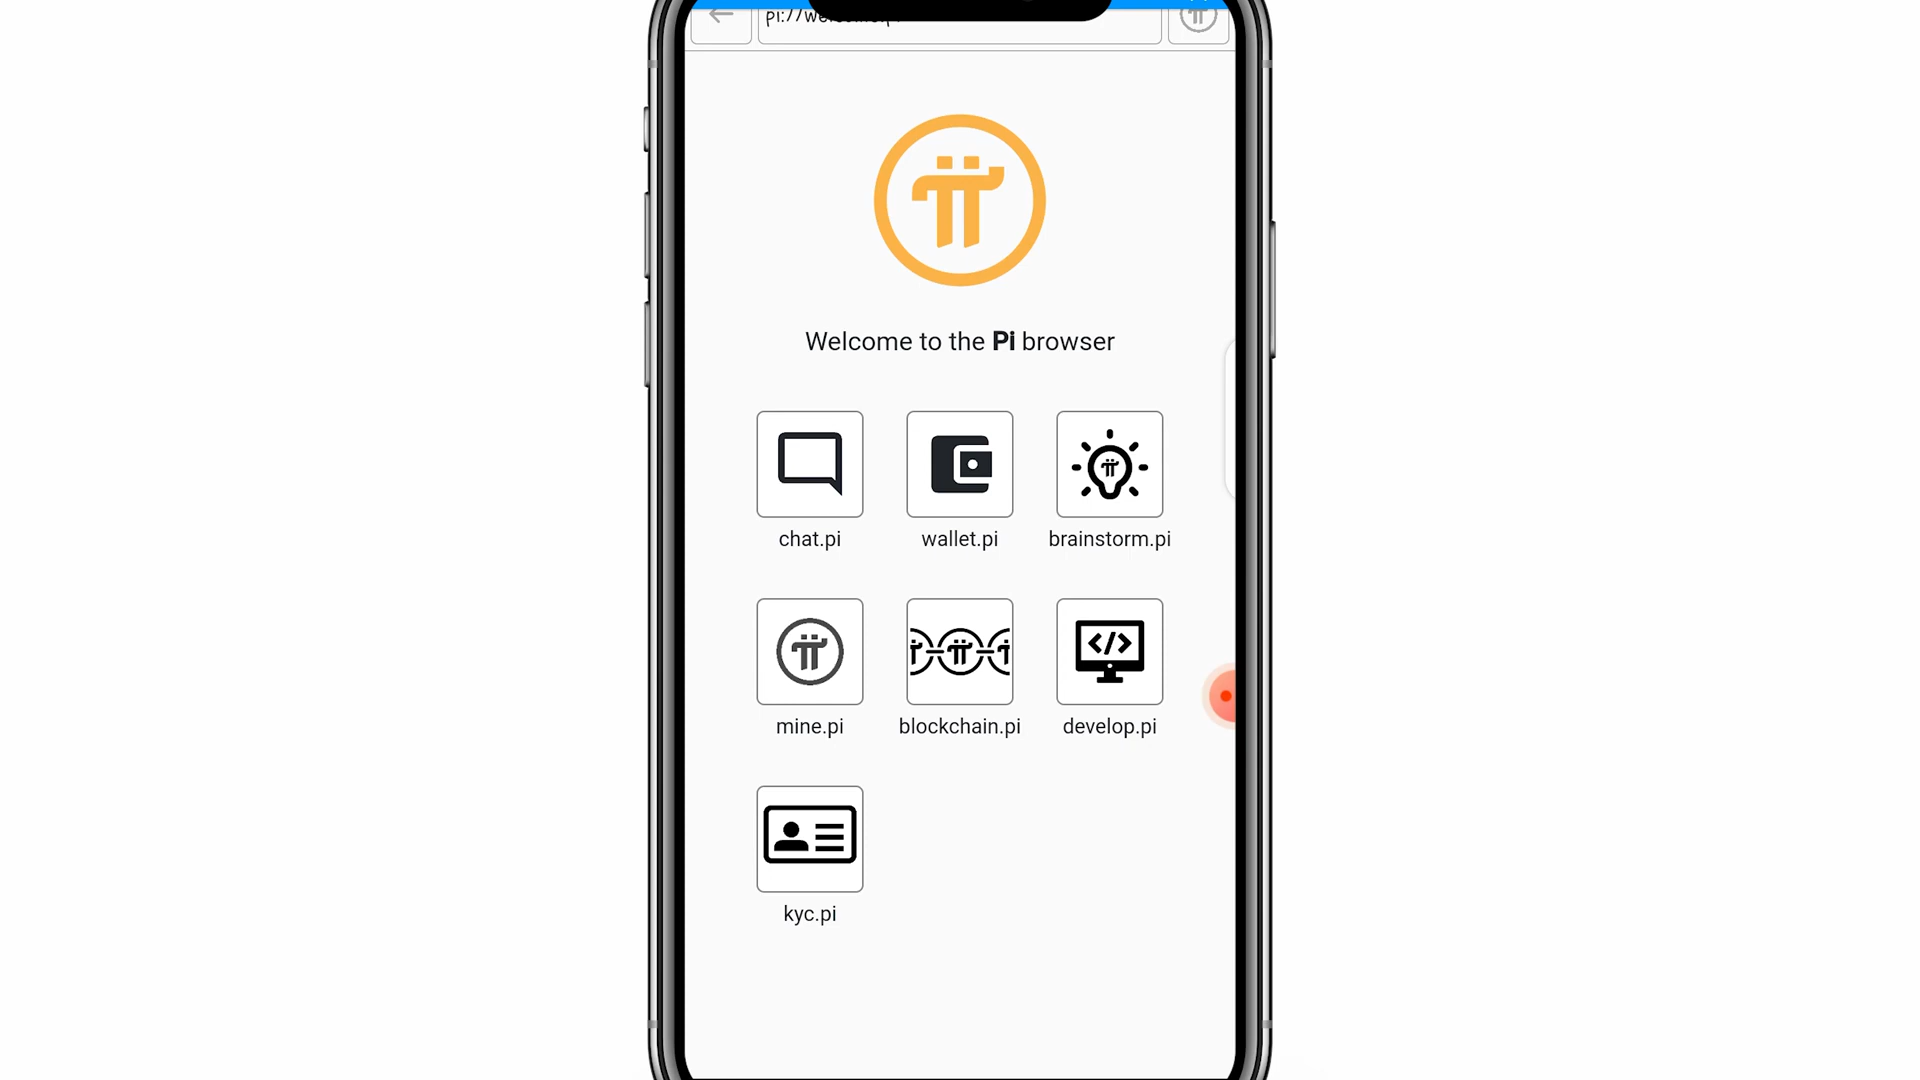 Welcome to the Pi browser
chat.pi
wallet.pi
brainstorm.pi
mine.pi
blockchain.pi
develop.pi
kyc.pi